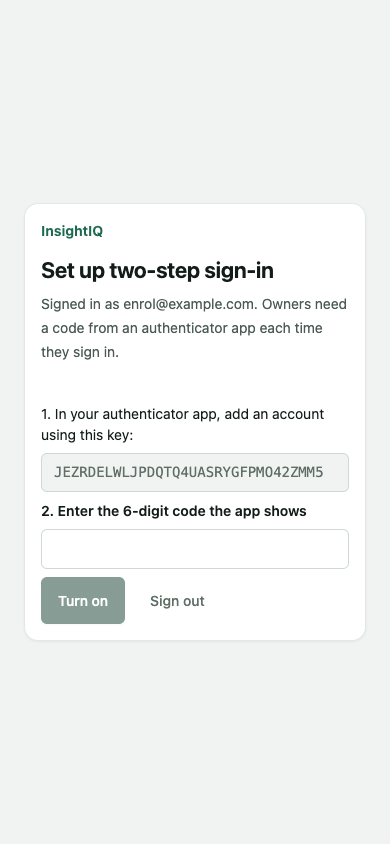 InsightIQ
Set up two-step sign-in
Signed in as enrol@example.com. Owners need
a code from an authenticator app each time
they sign in.
1. In your authenticator app, add an account
using this key:
JEZRDELWLJPDQTQ4UASRYGFPMO42ZMM5
2. Enter the 6-digit code the app shows
Turn on
Sign out